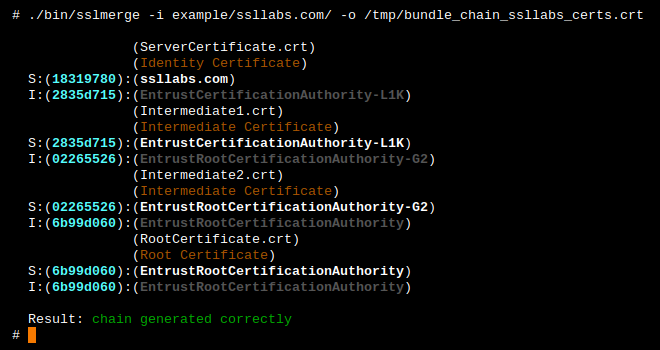 # ./bin/sslmerge -i example/ssllabs.com/ -o /tmp/bundle_chain_ssllabs_certs.crt
(ServerCertificate.crt)
(Identity Certificate)
S:(18319780):(ssllabs.com)
I:(2835d715):(EntrustCertificationAuthority-L1K)
(Intermediate1.crt)
(Intermediate Certificate)
S:(2835d715):(EntrustCertificationAuthority-L1K)
I:(02265526):(EntrustRootCertificationAuthority-G2)
(Intermediate2.crt)
(Intermediate Certificate)
S:(02265526):(EntrustRootCertificationAuthority-G2)
I:(6b99d060):(EntrustRootCertificationAuthority)
(RootCertificate.crt)
(Root Certificate)
S:(6b99d060):(EntrustRootCertificationAuthority)
I:(6b99d060):(EntrustRootCertificationAuthority)
Result: chain generated correctly
#